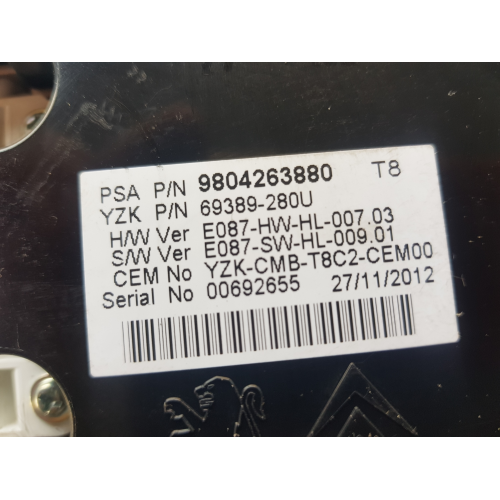 PSA P/N 9804263880 T8
YZK P/N 69389-280U
H/W Ver E087-HW-HL-007.03
S/W Ver E087-SW-HL-009.01
CEM No YZK-CMB-T8C2-CEM00
Serial No 00692655 27/11/2012